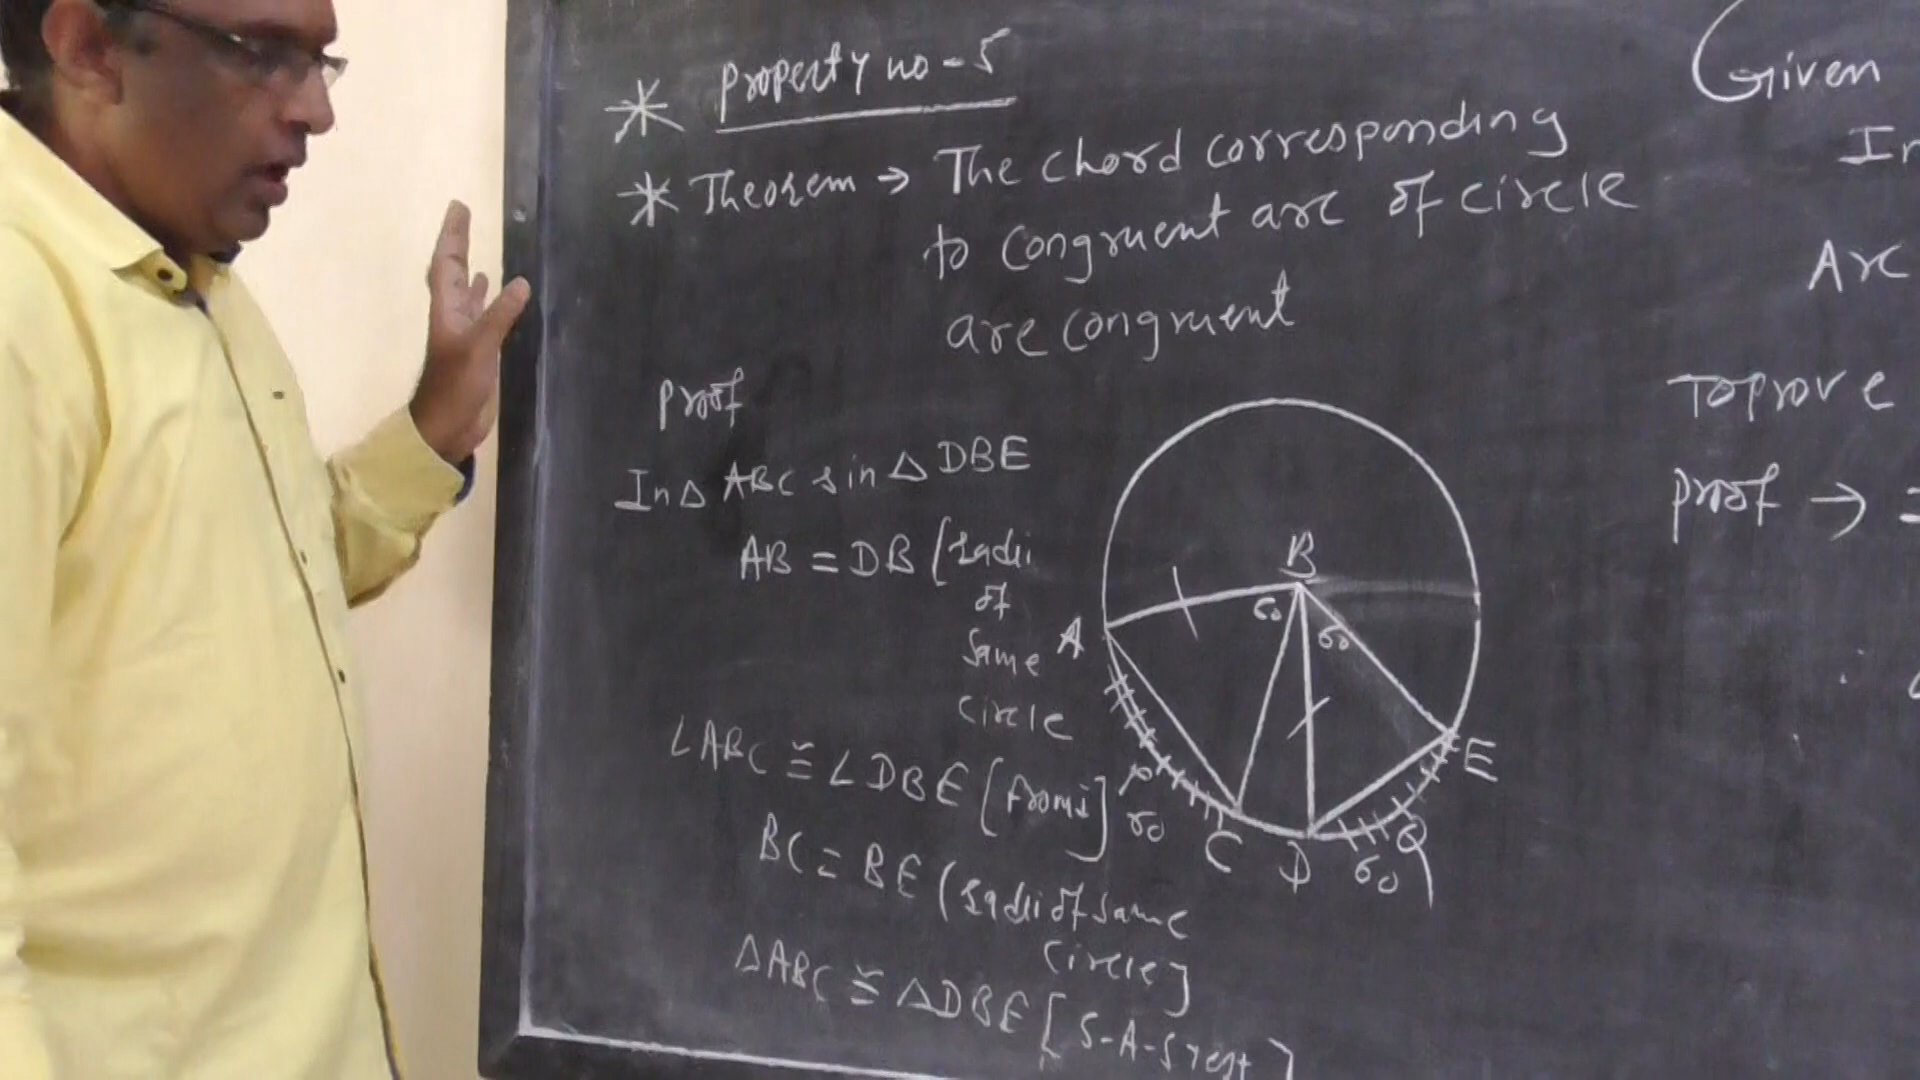 * Property no-5
* Theorem → The chord corresponding
to congruent arc of circle
are congruent
Proof
In △ ABC & in △ DBE
AB = DB [radii
of
same
circle
∠ABC ≅ ∠DBE [from i]
BC = BE (radii of same
circle]
△ABC ≅ △DBE [S-A-S test]
B
60
60
A
E
P
60
C
D
Q
60
Given
In
Arc
To prove
proof → =